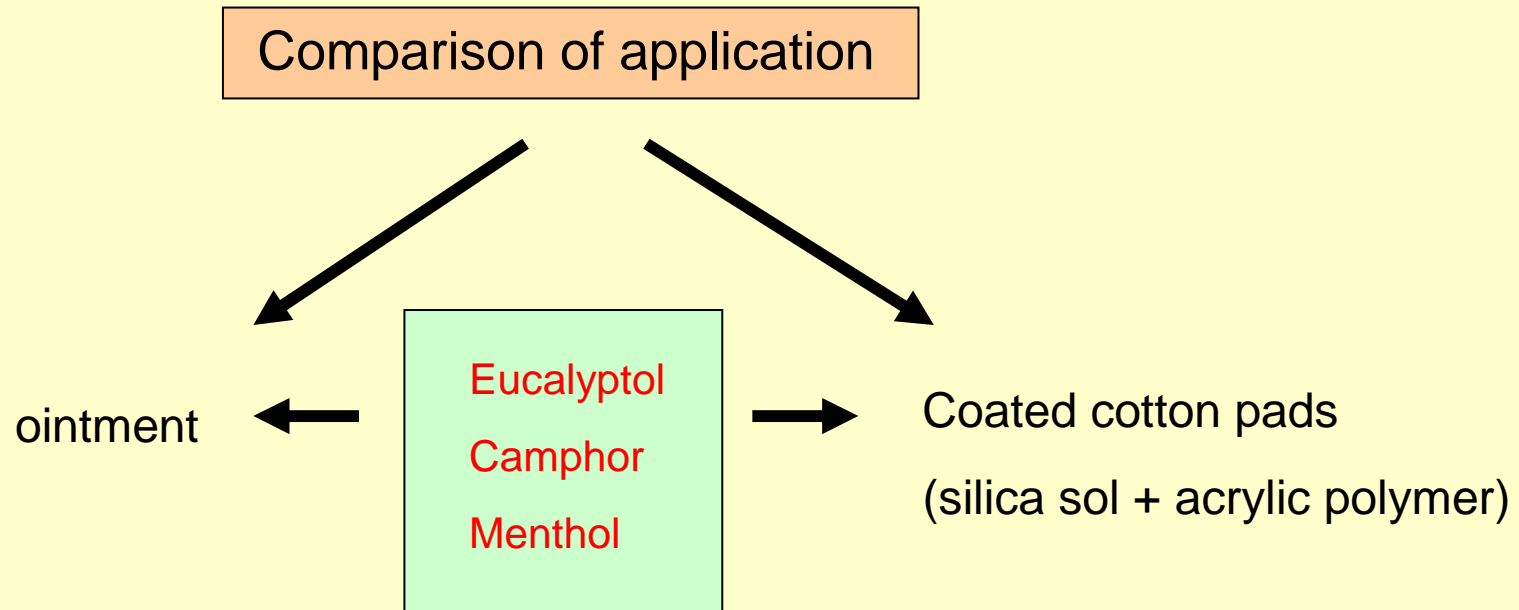 Comparison of application
ointment
Eucalyptol
Camphor
Menthol
Coated cotton pads
(silica sol + acrylic polymer)